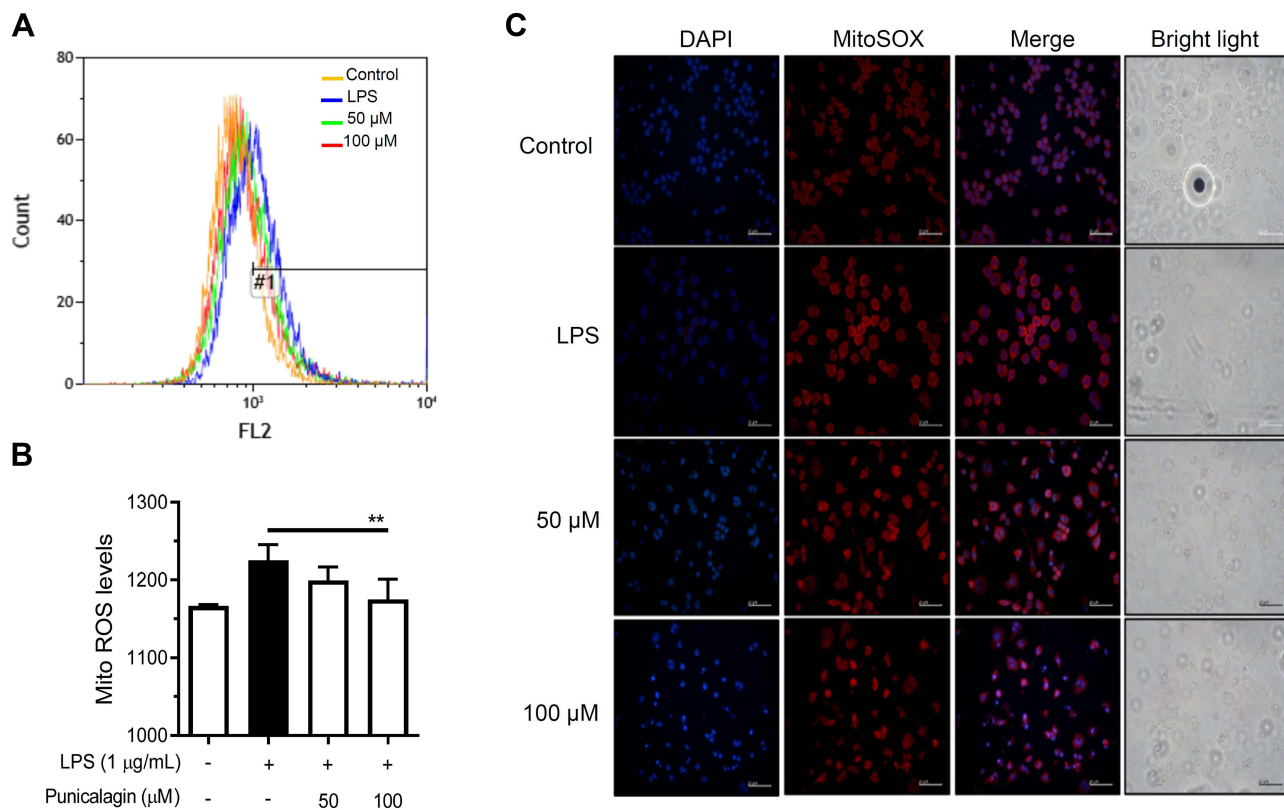 A
80
60
40
20
0
Count
Control
LPS
50 µM
100 µM
#1
10³
10⁴
FL2
B
1300
1200
1100
1000
Mito ROS levels
**
LPS (1 µg/mL) - + + +
Punicalagin (µM) - - 50 100
C
DAPI MitoSOX Merge Bright light
Control
LPS
50 µM
100 µM